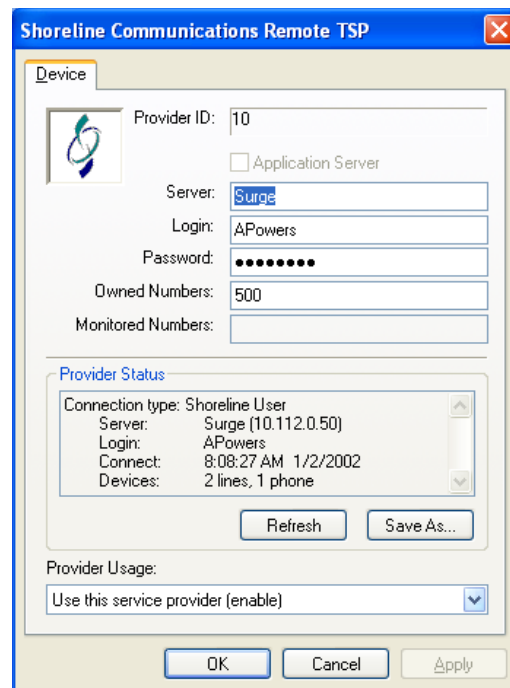 Shoreline Communications Remote TSP
Device
Provider ID: 10
Application Server
Server: Surge
Login: APowers
Password: ●●●●●●●●
Owned Numbers: 500
Monitored Numbers:
Provider Status
Connection type: Shoreline User
Server: Surge (10.112.0.50)
Login: APowers
Connect: 8:08:27 AM 1/2/2002
Devices: 2 lines, 1 phone
Refresh Save As...
Provider Usage:
Use this service provider (enable)
OK Cancel Apply